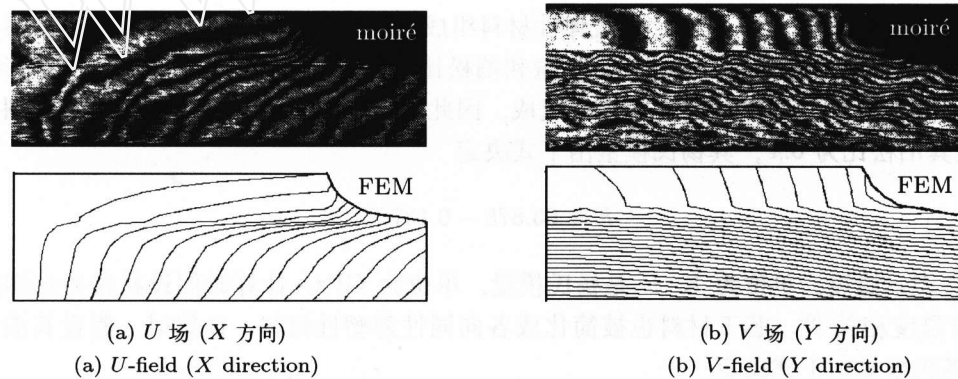 moiré
moiré
FEM
FEM
(a) U 场 (X 方向)
(b) V 场 (Y 方向)
(a) U-field (X direction)
(b) V-field (Y direction)